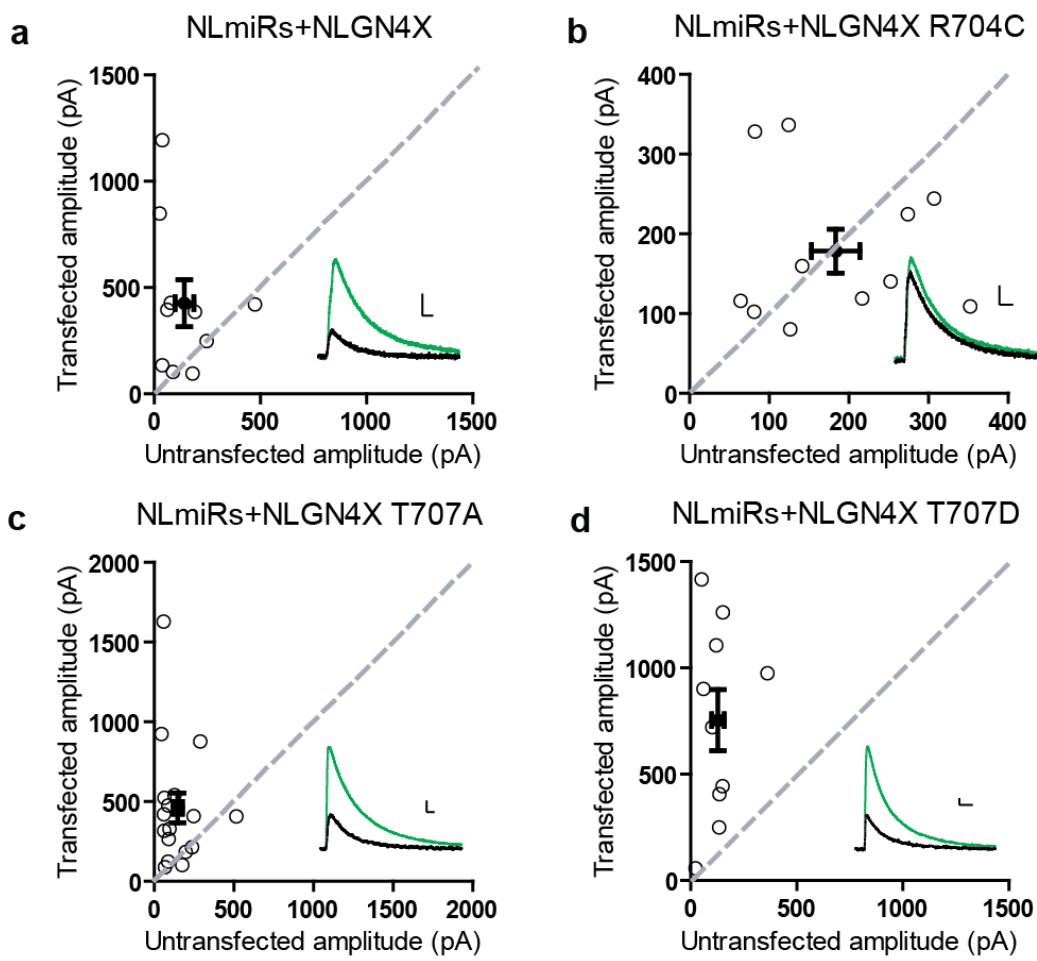 a
NLmiRs+NLGN4X
Transfected amplitude (pA)
1500
1000
500
0
0 500 1000 1500
Untransfected amplitude (pA)
b
NLmiRs+NLGN4X R704C
Transfected amplitude (pA)
400
300
200
100
0
0 100 200 300 400
Untransfected amplitude (pA)
c
NLmiRs+NLGN4X T707A
Transfected amplitude (pA)
2000
1500
1000
500
0
0 500 1000 1500 2000
Untransfected amplitude (pA)
d
NLmiRs+NLGN4X T707D
Transfected amplitude (pA)
1500
1000
500
0
0 500 1000 1500
Untransfected amplitude (pA)